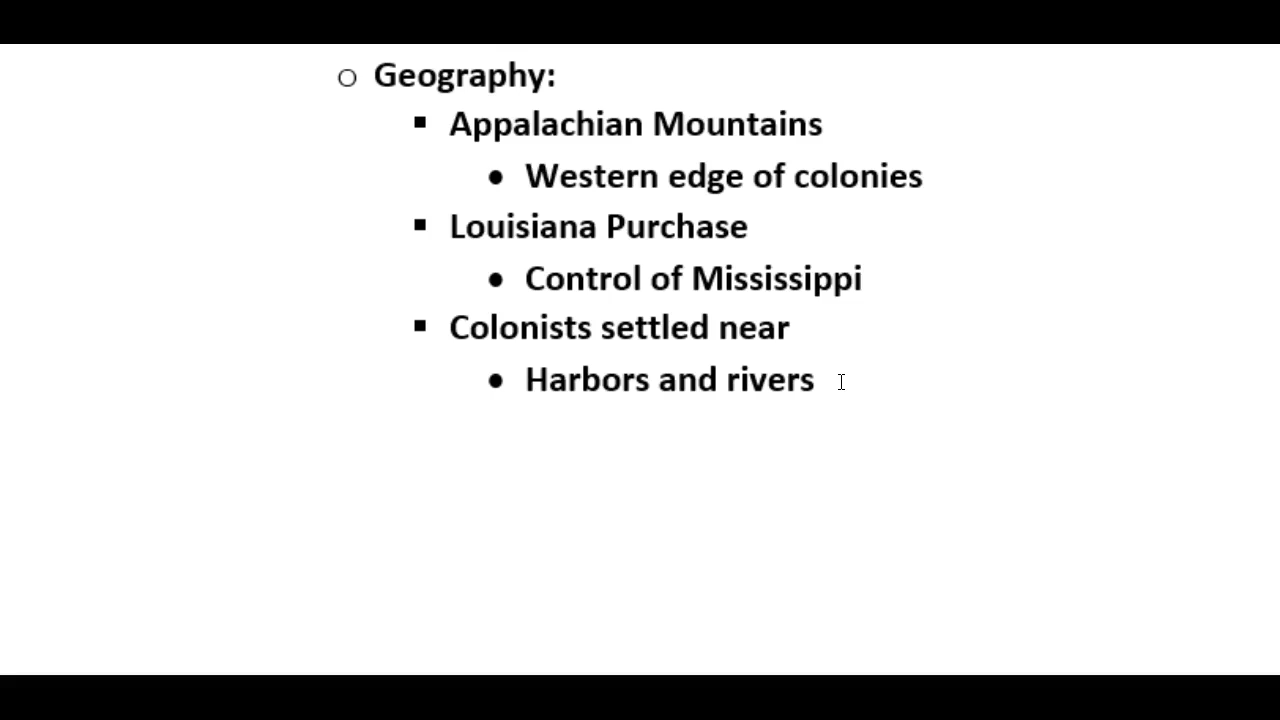 Geography:
Appalachian Mountains
Western edge of colonies
Louisiana Purchase
Control of Mississippi
Colonists settled near
Harbors and rivers